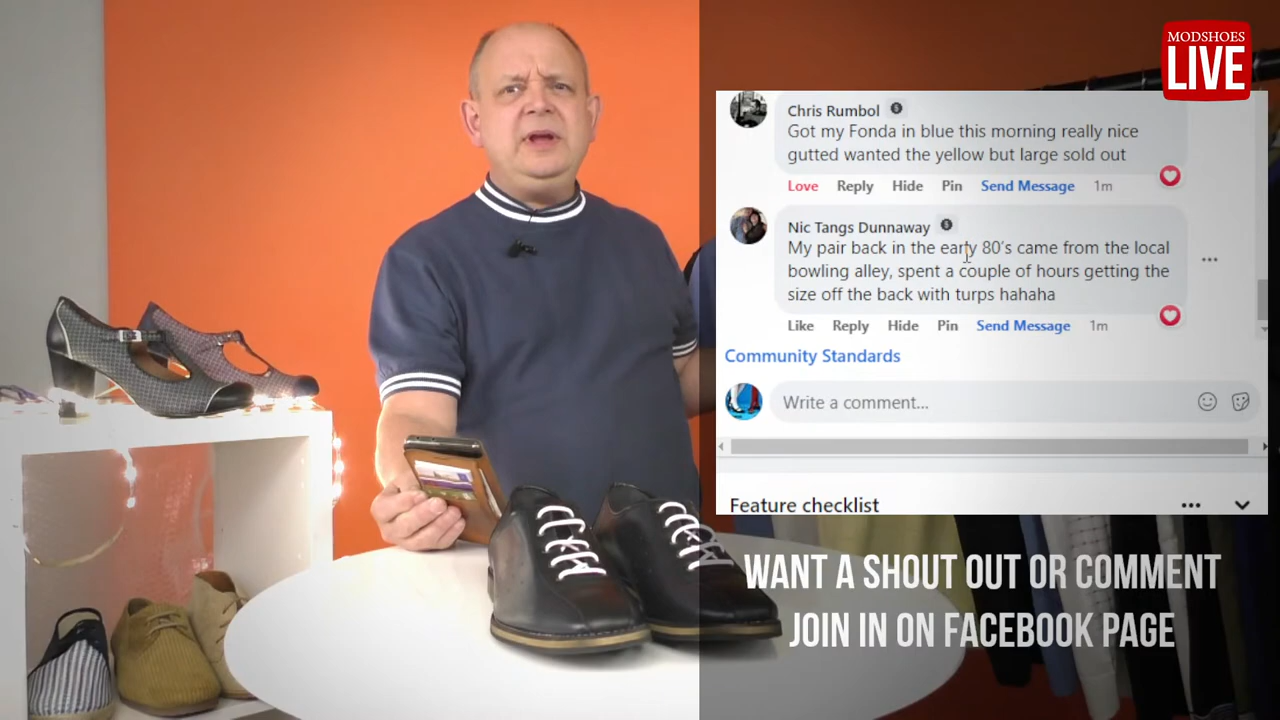 MODSHOES
LIVE
Chris Rumbol
Got my Fonda in blue this morning really nice
gutted wanted the yellow but large sold out
Love Reply Hide Pin Send Message 1m
Nic Tangs Dunnaway
My pair back in the early 80's came from the local
bowling alley, spent a couple of hours getting the
size off the back with turps hahaha
Like Reply Hide Pin Send Message 1m
Community Standards
Write a comment...
Feature checklist
WANT A SHOUT OUT OR COMMENT
JOIN IN ON FACEBOOK PAGE